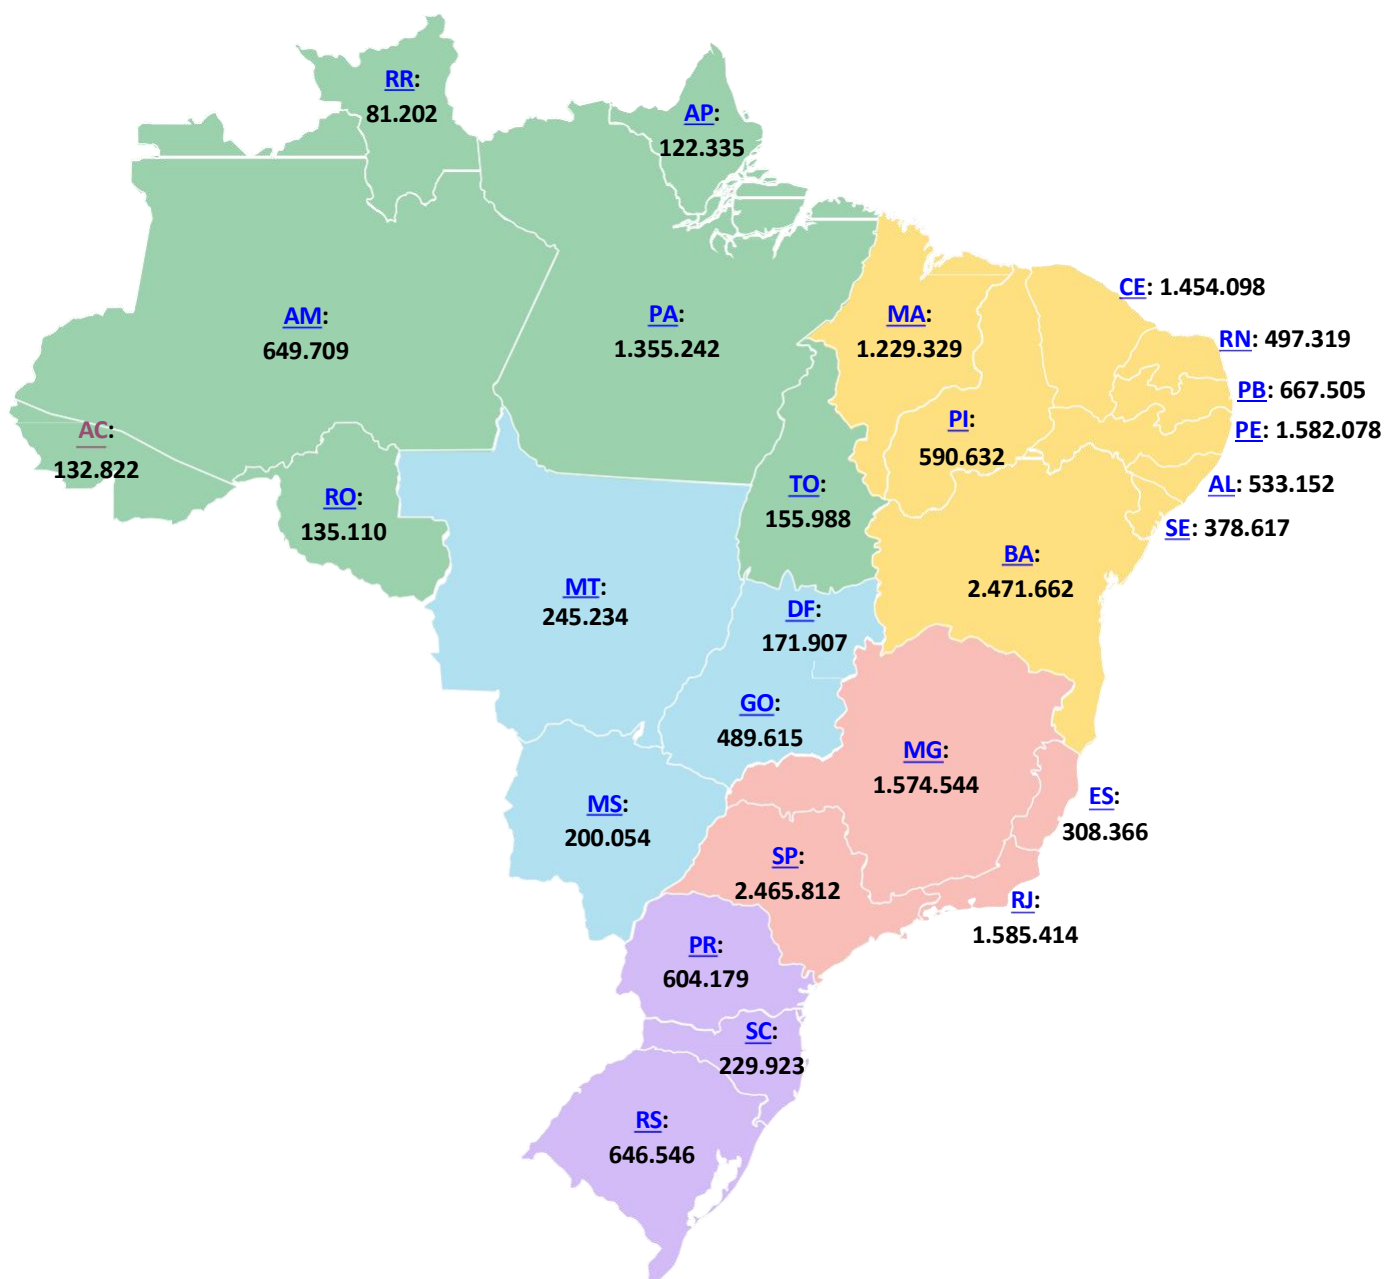 RR:
81.202
AP:
122.335
AM:
649.709
PA:
1.355.242
MA:
1.229.329
CE: 1.454.098
RN: 497.319
PB: 667.505
PE: 1.582.078
AL: 533.152
SE: 378.617
PI:
590.632
AC:
132.822
RO:
135.110
TO:
155.988
BA:
2.471.662
MT:
245.234
DF:
171.907
GO:
489.615
MG:
1.574.544
ES:
308.366
MS:
200.054
SP:
2.465.812
RJ:
1.585.414
PR:
604.179
SC:
229.923
RS:
646.546